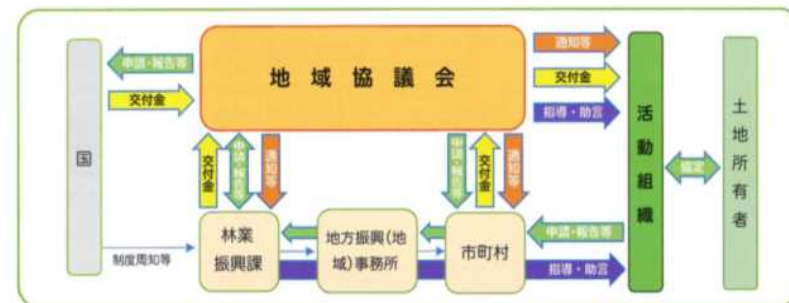 国
申請・報告等
交付金
地域協議会
通知等
交付金
指導・助言
活動組織
協定
土地所有者
交付金
申請・報告等
通知等
申請・報告等
交付金
通知等
制度周知等
林業
振興課
地方振興(地
域)事務所
市町村
申請・報告等
指導・助言